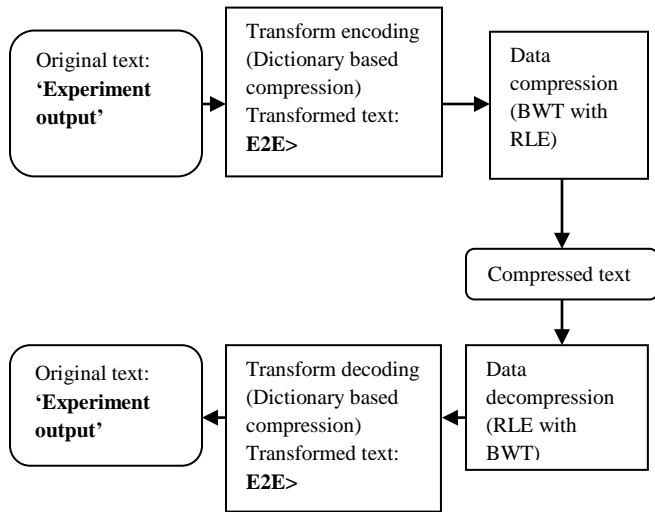 Original text:
‘Experiment
output’
Transform encoding
(Dictionary based
compression)
Transformed text:
E2E>
Data
compression
(BWT with
RLE)
Compressed text
Data
decompression
(RLE with
BWT)
Transform decoding
(Dictionary based
compression)
Transformed text:
E2E>
Original text:
‘Experiment
output’